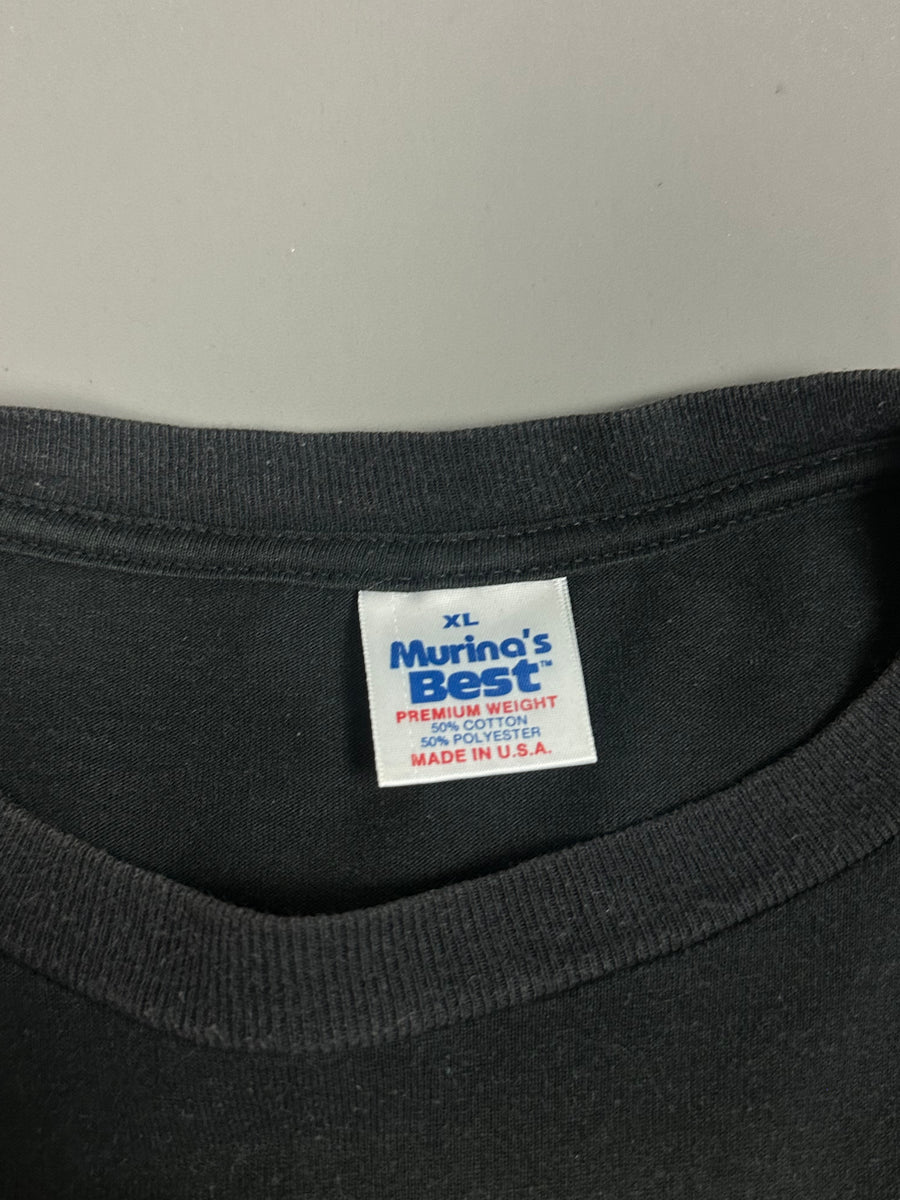 XL
Murina's
Best™
PREMIUM WEIGHT
50% COTTON
50% POLYESTER
MADE IN U.S.A.